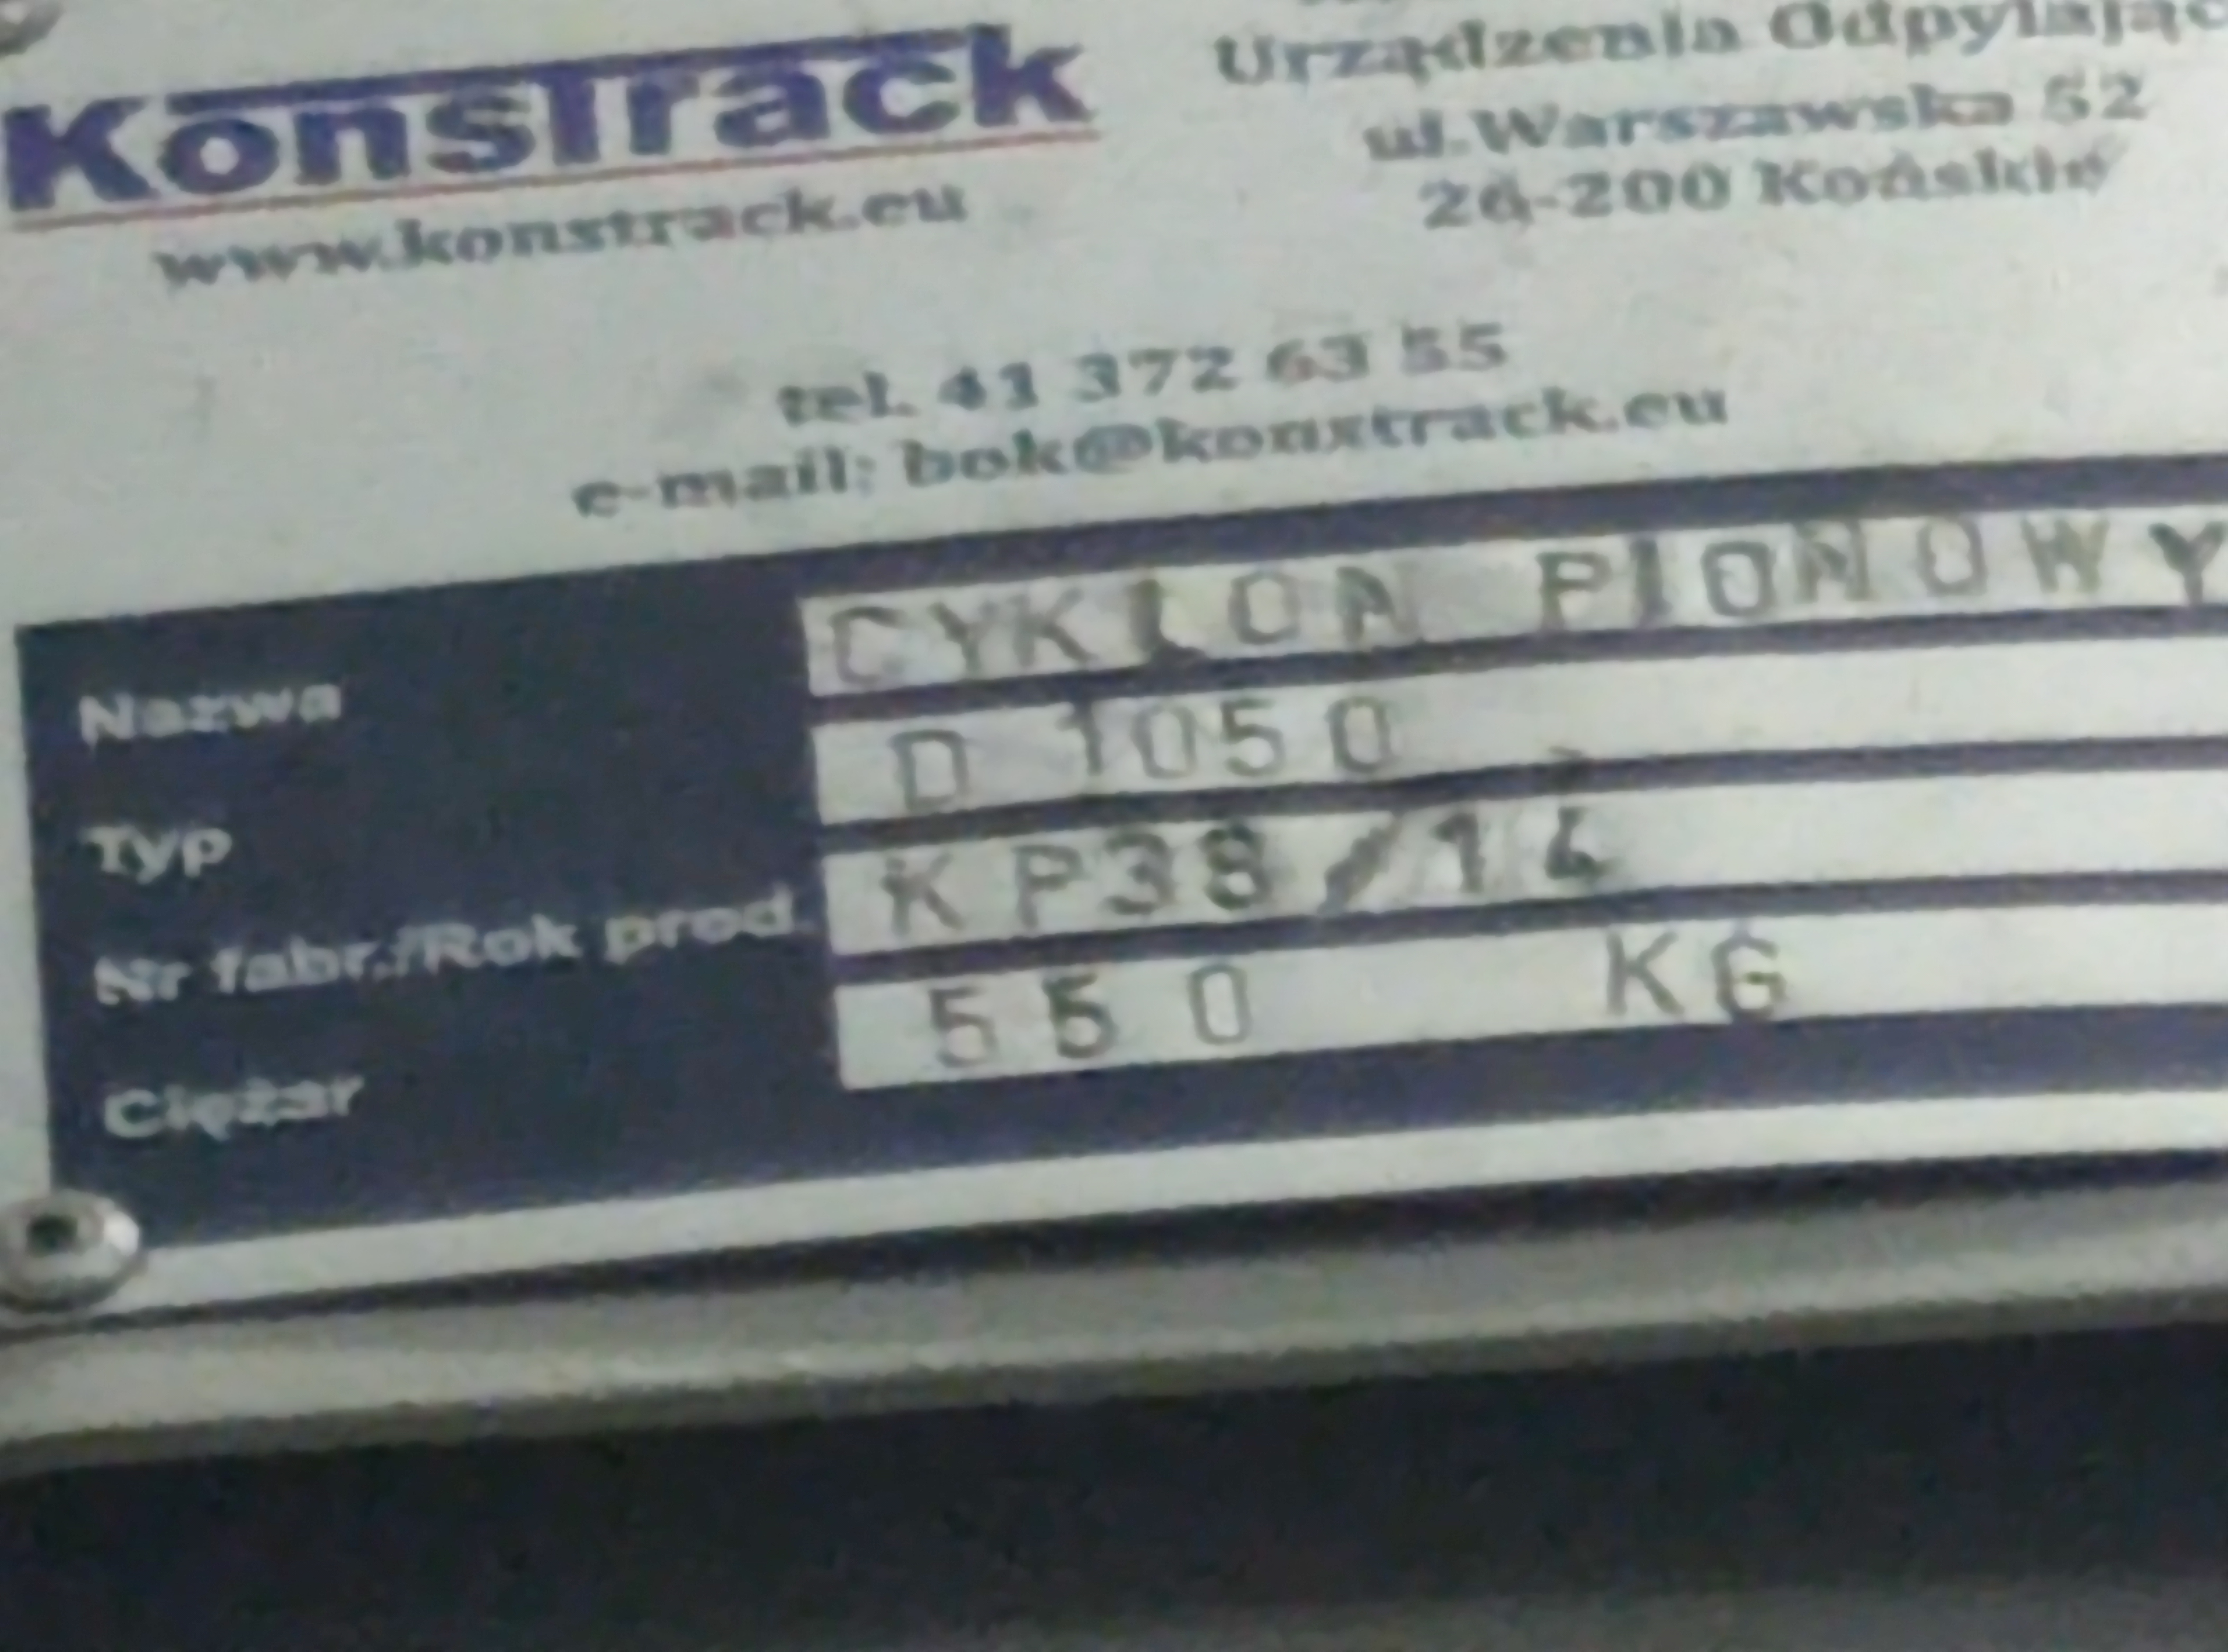 KonsTrack
www.konstrack.eu
Urządzenia Odpylając
ul.Warszawska 52
26-200 Końskie
tel. 41 372 63 55
e-mail: bok@konstrack.eu
Nazwa CYKLON PIONOWY
Typ D 1050
Nr fabr./Rok prod. KP38/14
Ciężar 550 KG